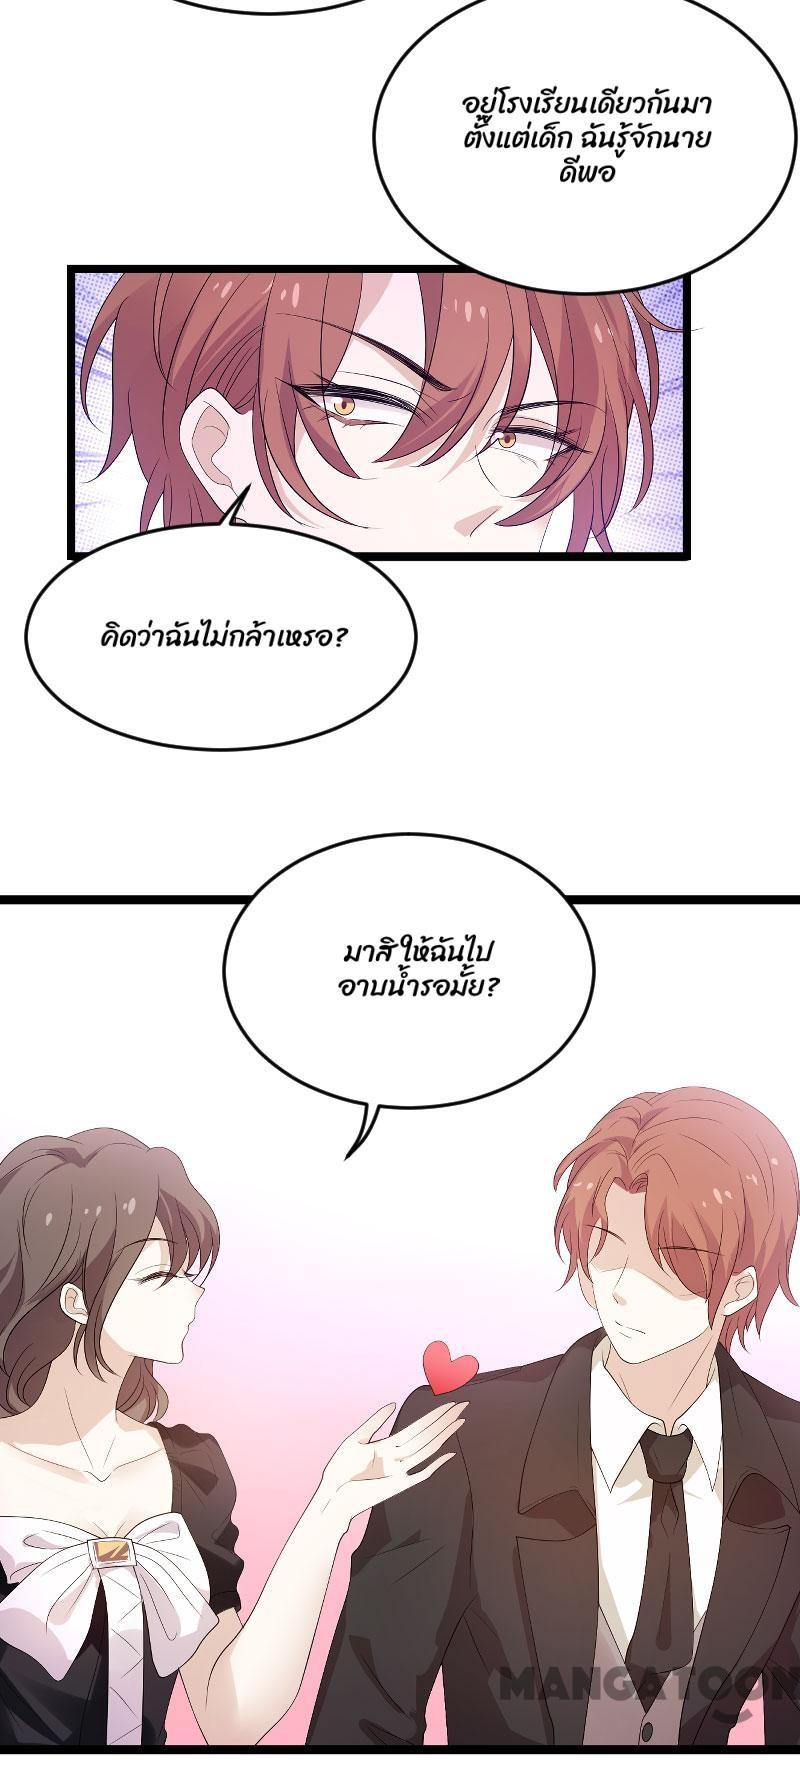 อยู่โรงเรียนเดียวกันมา
ตั้งแต่เด็ก ฉันรู้จักนาย
ดีพอ
คิดว่าฉันไม่กล้าเหรอ?
มาสิ ให้ฉันไป
อาบน้ำรอมั้ย?
MANGATOON